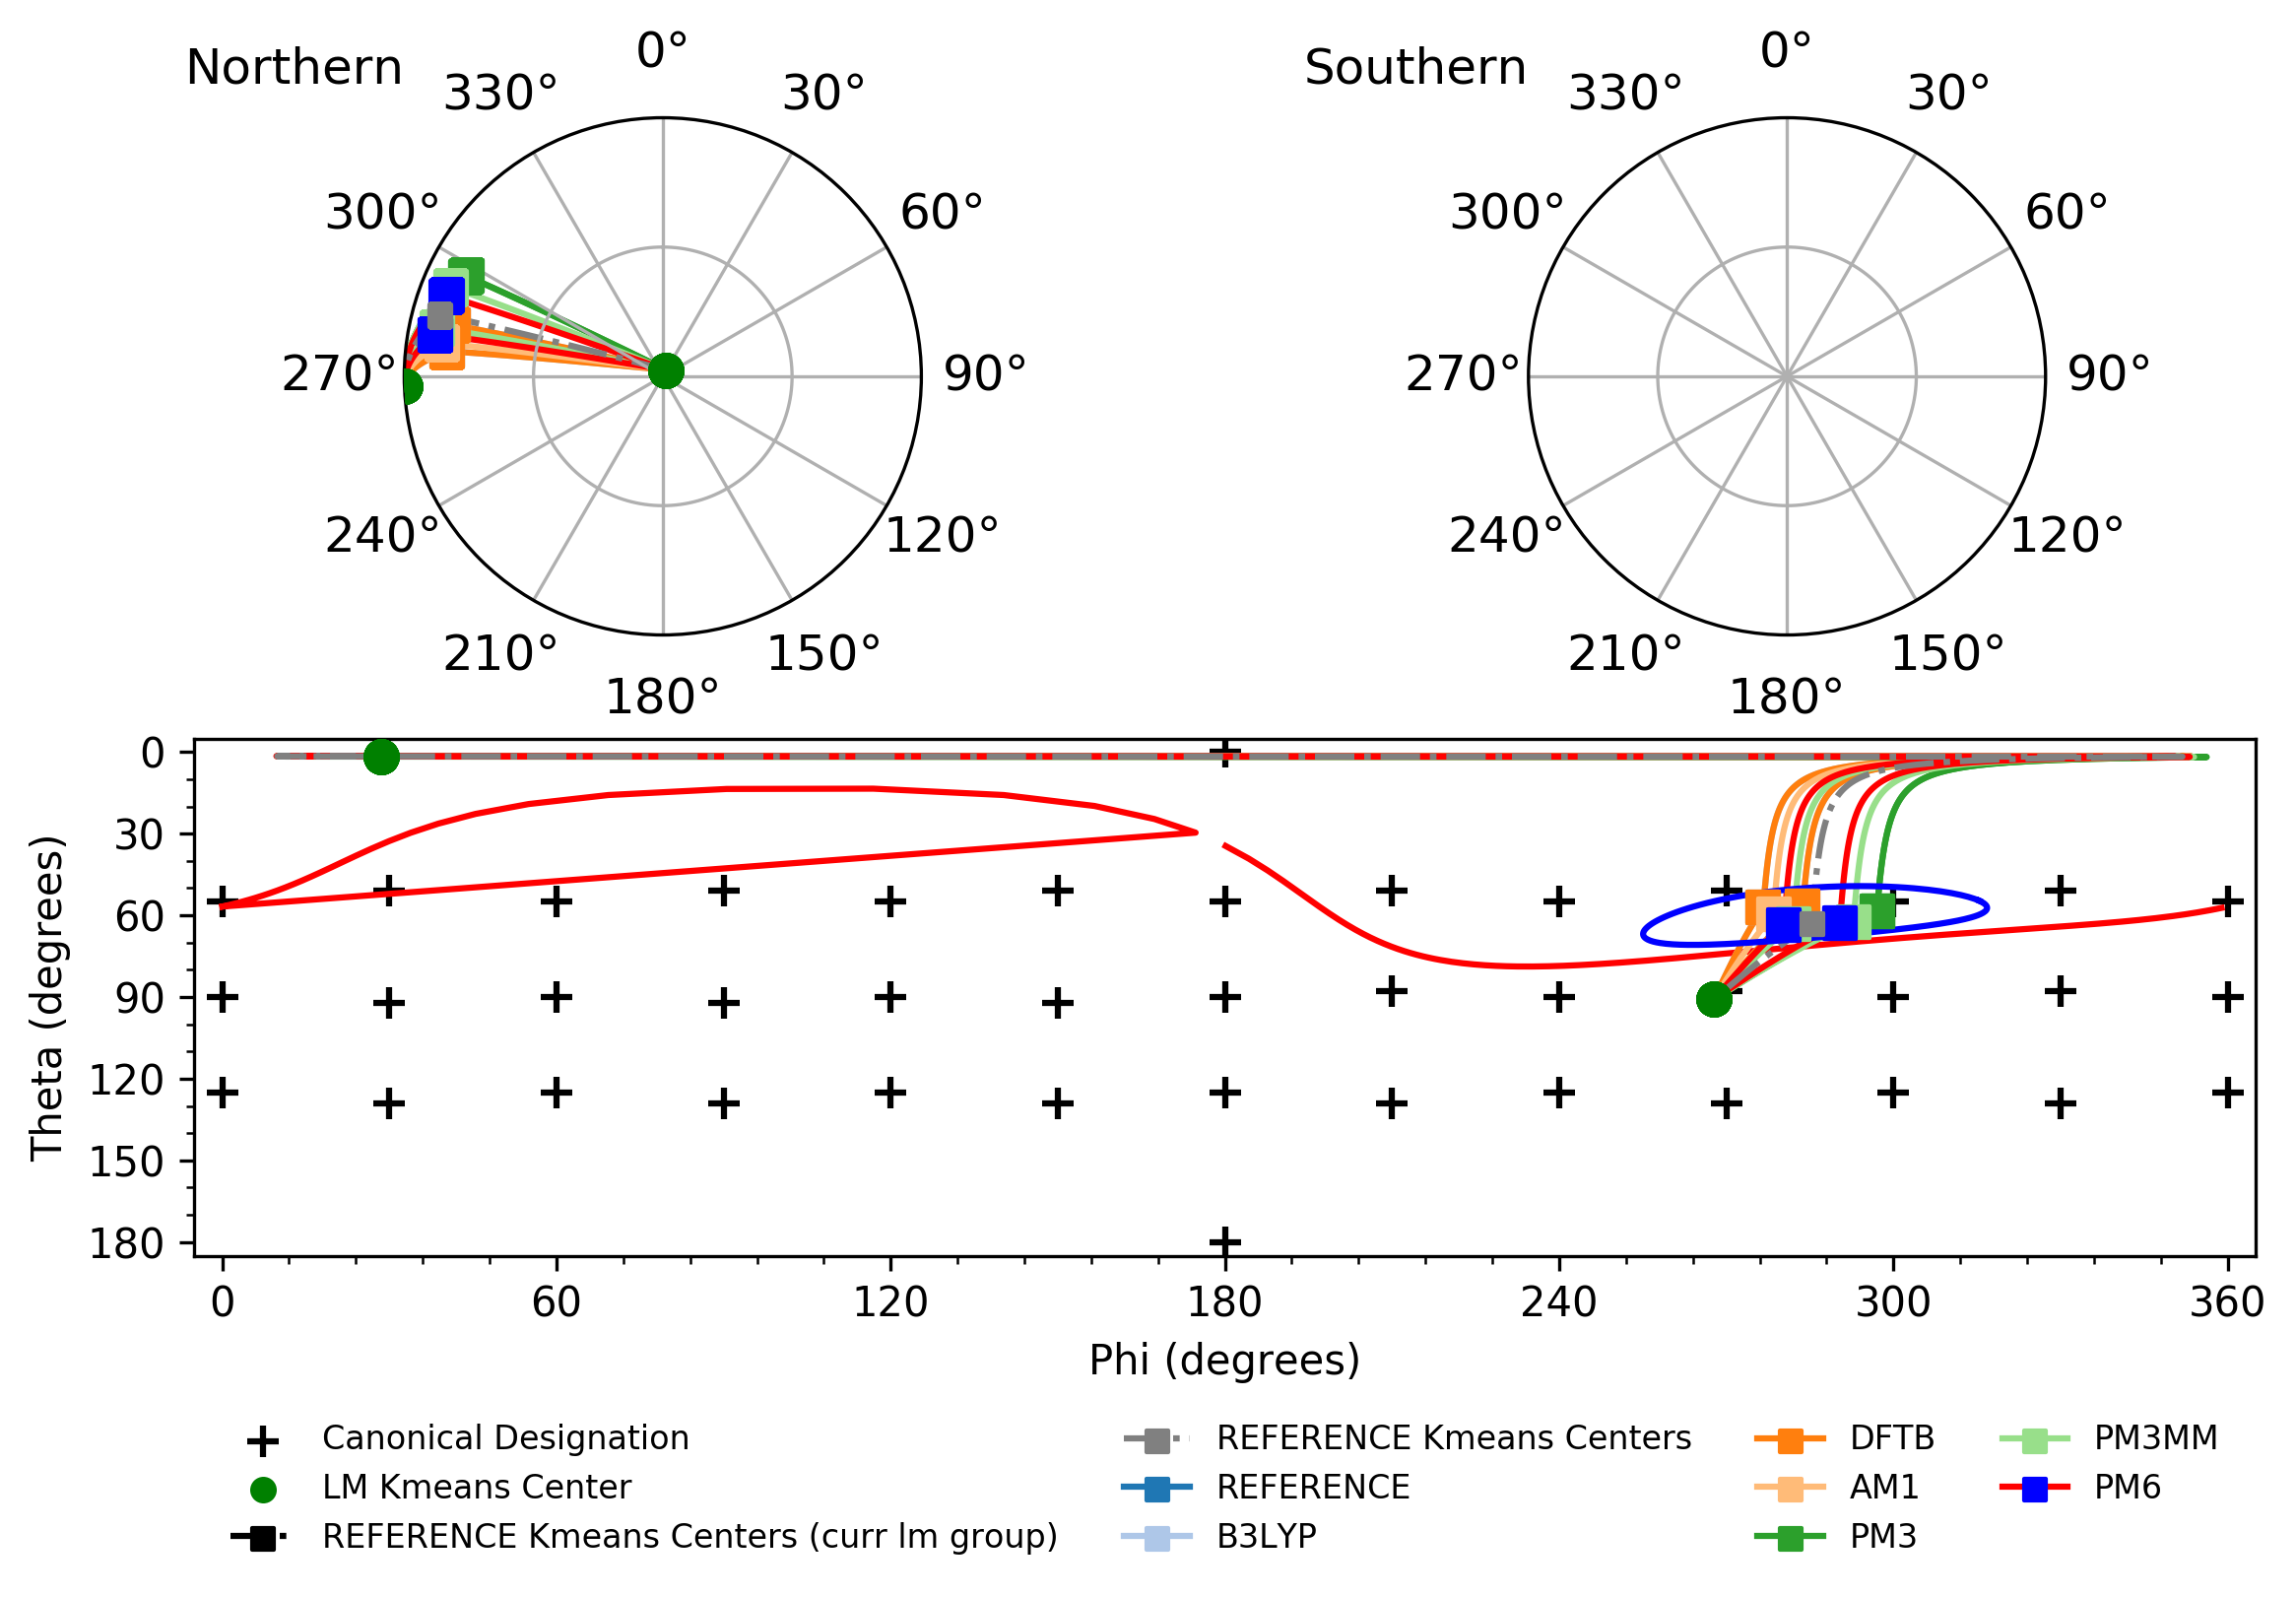 Northern
0°
30°
60°
90°
120°
150°
180°
210°
240°
270°
300°
330°
Southern
0°
30°
60°
90°
120°
150°
180°
210°
240°
270°
300°
330°
Theta (degrees)
0
30
60
90
120
150
180
0
60
120
180
240
300
360
Phi (degrees)
Canonical Designation
LM Kmeans Center
REFERENCE Kmeans Centers (curr lm group)
REFERENCE Kmeans Centers
REFERENCE
B3LYP
DFTB
AM1
PM3
PM3MM
PM6